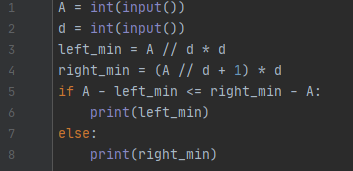 1 A = int(input())
2 d = int(input())
3 left_min = A // d * d
4 right_min = (A // d + 1) * d
5 if A - left_min <= right_min - A:
6     print(left_min)
7 else:
8     print(right_min)